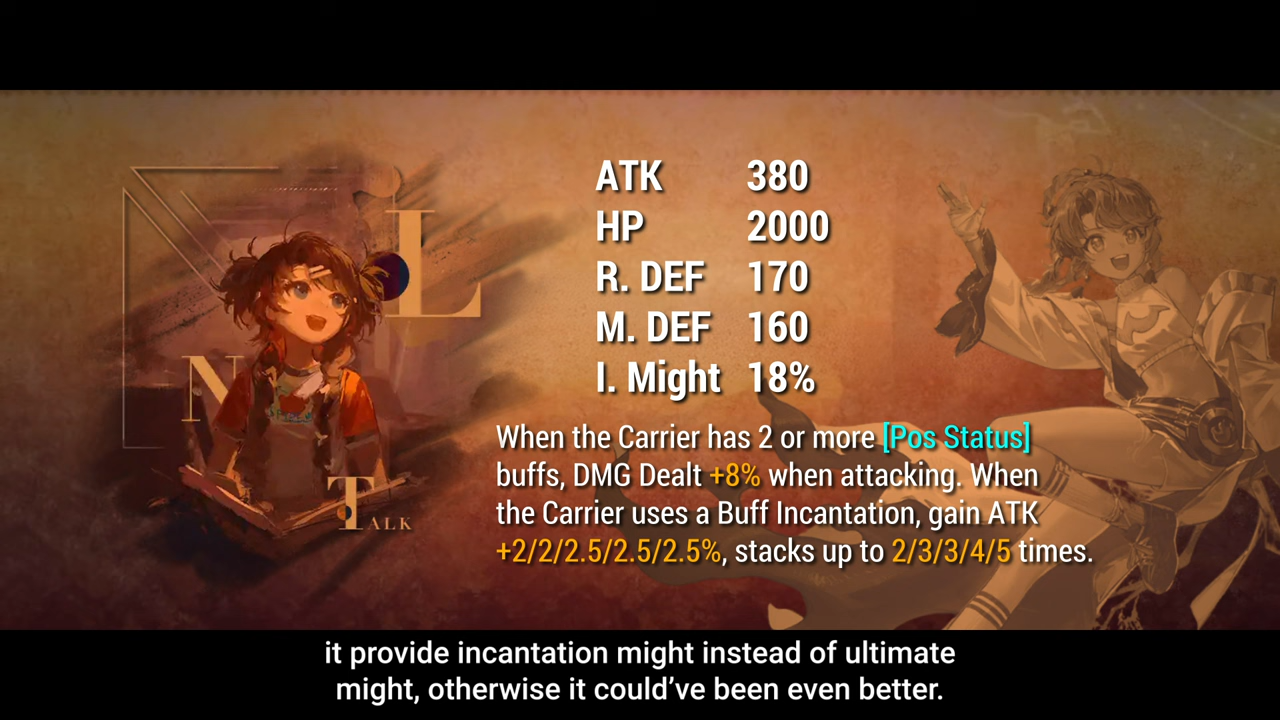 L
N
TALK
ATK 380
HP 2000
R. DEF 170
M. DEF 160
I. Might 18%
When the Carrier has 2 or more [Pos Status]
buffs, DMG Dealt +8% when attacking. When
the Carrier uses a Buff Incantation, gain ATK
+2/2/2.5/2.5/2.5%, stacks up to 2/3/3/4/5 times.
it provide incantation might instead of ultimate
might, otherwise it could’ve been even better.